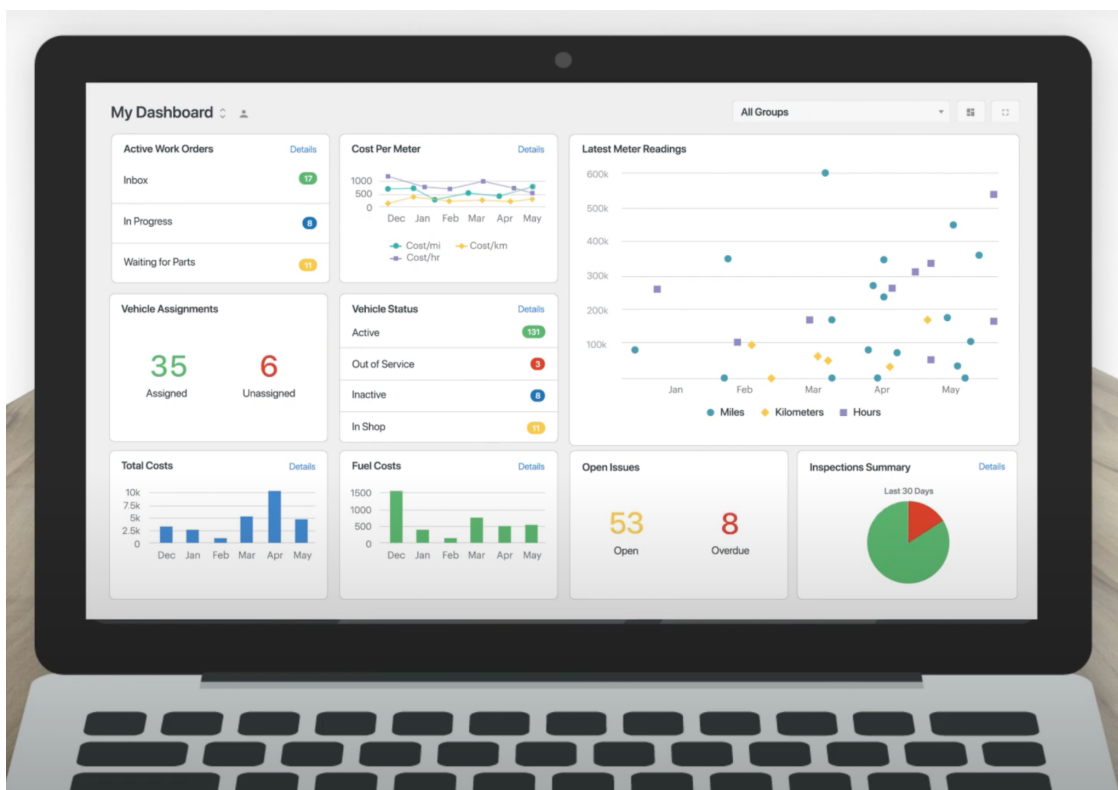 My Dashboard
All Groups
Active Work Orders Details
Inbox 17
In Progress 8
Waiting for Parts 11
Cost Per Meter Details
1000
500
0
Dec Jan Feb Mar Apr May
Cost/mi Cost/km
Cost/hr
Latest Meter Readings
600k
500k
400k
300k
200k
100k
Jan Feb Mar Apr May
Miles Kilometers Hours
Vehicle Assignments
35 6
Assigned Unassigned
Vehicle Status Details
Active 131
Out of Service 3
Inactive 8
In Shop 11
Total Costs Details
10k
7.5k
5k
2.5k
0
Dec Jan Feb Mar Apr May
Fuel Costs Details
1500
1000
500
0
Dec Jan Feb Mar Apr May
Open Issues
53 8
Open Overdue
Inspections Summary Details
Last 30 Days